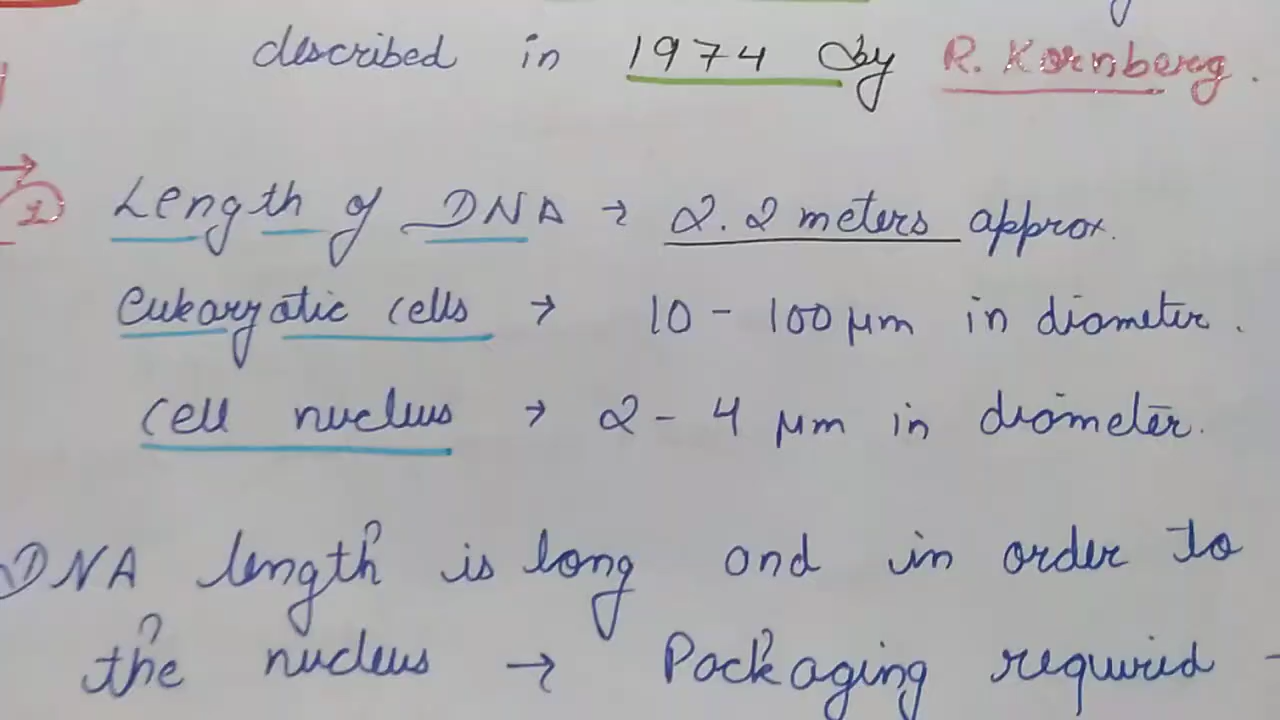 described in 1974 by R. Kornberg.
1 Length of DNA → 2.2 meters approx.
Eukaryotic cells → 10 - 100 μm in diameter.
Cell nucleus → 2 - 4 μm in diameter.
DNA length is long and in order to
the nucleus → Packaging required -